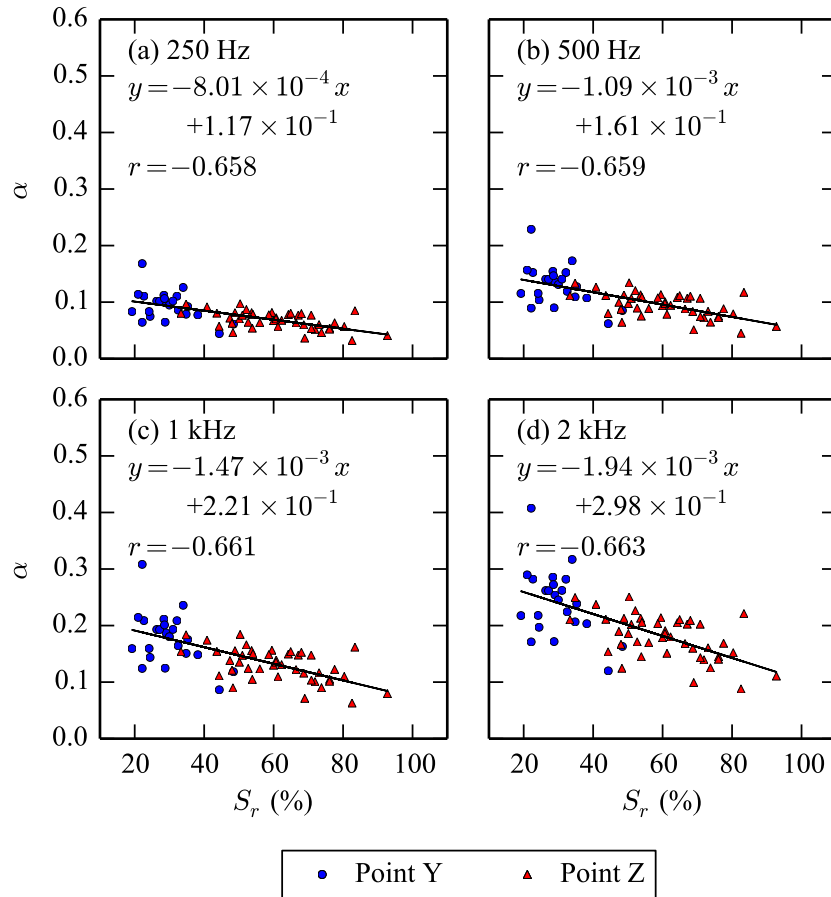 0.6
0.5
0.4
0.3
0.2
0.1
0.0
α
(a) 250 Hz
y = −8.01 × 10⁻⁴ x
+1.17 × 10⁻¹
r = −0.658
(b) 500 Hz
y = −1.09 × 10⁻³ x
+1.61 × 10⁻¹
r = −0.659
0.6
0.5
0.4
0.3
0.2
0.1
0.0
α
(c) 1 kHz
y = −1.47 × 10⁻³ x
+2.21 × 10⁻¹
r = −0.661
(d) 2 kHz
y = −1.94 × 10⁻³ x
+2.98 × 10⁻¹
r = −0.663
20 40 60 80 100
20 40 60 80 100
Sᵣ (%)
Sᵣ (%)
Point Y Point Z